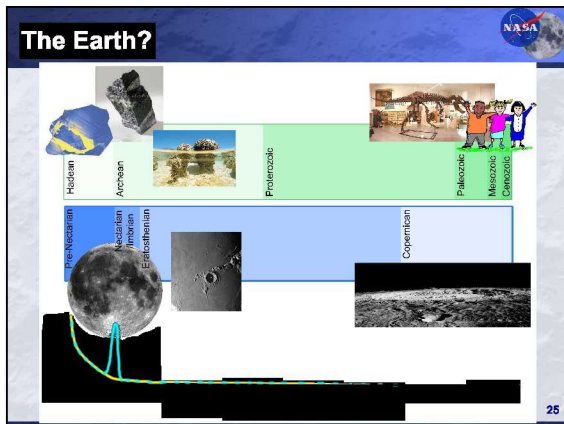 The Earth?
NASA
Hadean
Archean
Proterozoic
Paleozoic
Mesozoic
Cenozoic
Pre-Nectarian
Nectarian
/Imbrian
Eratosthenian
Copernican
25